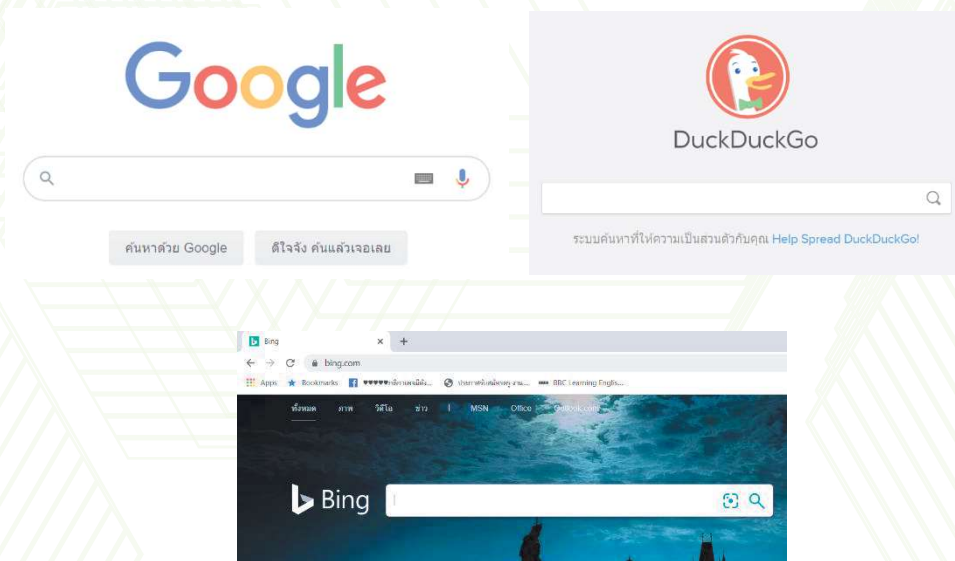 Google
ค้นหาด้วย Google
ดีใจจัง ค้นแล้วเจอเลย
DuckDuckGo
ระบบค้นหาที่ให้ความเป็นส่วนตัวกับคุณ Help Spread DuckDuckGo!
Bing
bing.com
Apps Bookmarks BBC Learning Englis...
ทั้งหมด ภาพ วิดีโอ ข่าว | MSN Office Outlook.com
Bing